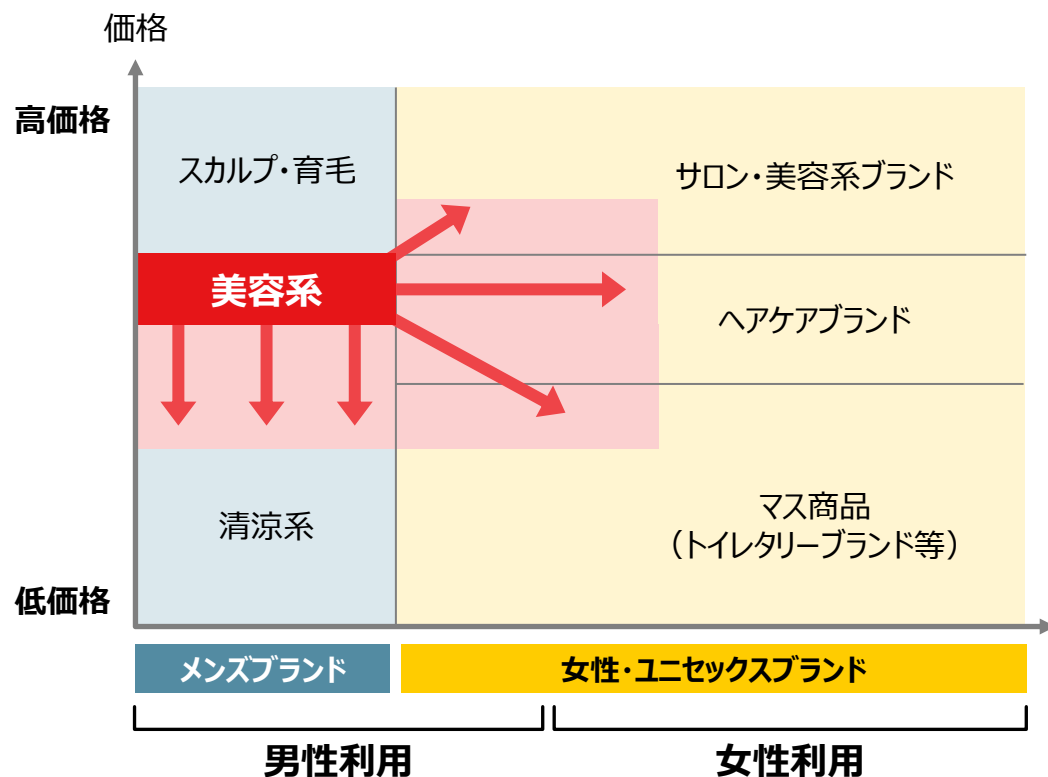 価格
高価格
スカルプ・育毛
サロン・美容系ブランド
美容系
ヘアケアブランド
清涼系
マス商品
（トイレタリーブランド等）
低価格
メンズブランド
女性・ユニセックスブランド
男性利用
女性利用